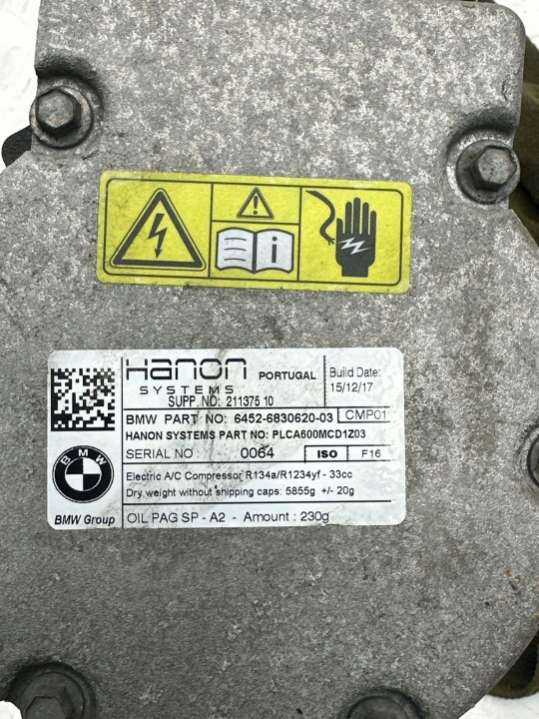 Hanon
SYSTEMS
PORTUGAL
Build Date:
15/12/17
SUPP. NO: 211375 10
BMW PART NO: 6452-6830620-03 CMP01
HANON SYSTEMS PART NO: PLCA600MCD1Z03
SERIAL NO : 0064 ISO F16
Electric A/C Compressor R134a/R1234yf - 33cc
Dry weight without shipping caps: 5855g +/- 20g
OIL PAG SP - A2 - Amount : 230g
BMW
BMW Group